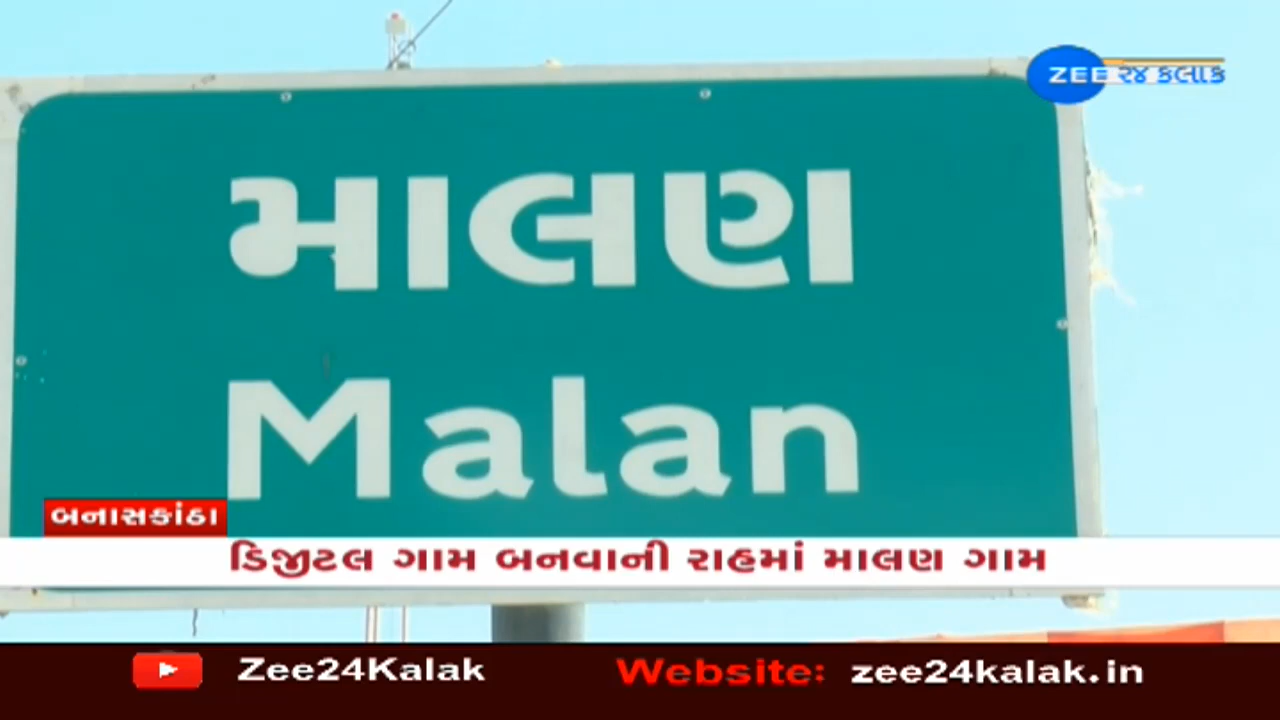 ZEE ૨૪ કલાક
માલણ
Malan
બનાસકાંઠા
ડિજીટલ ગામ બનવાની રાહમાં માલણ ગામ
Zee24Kalak Website: zee24kalak.in